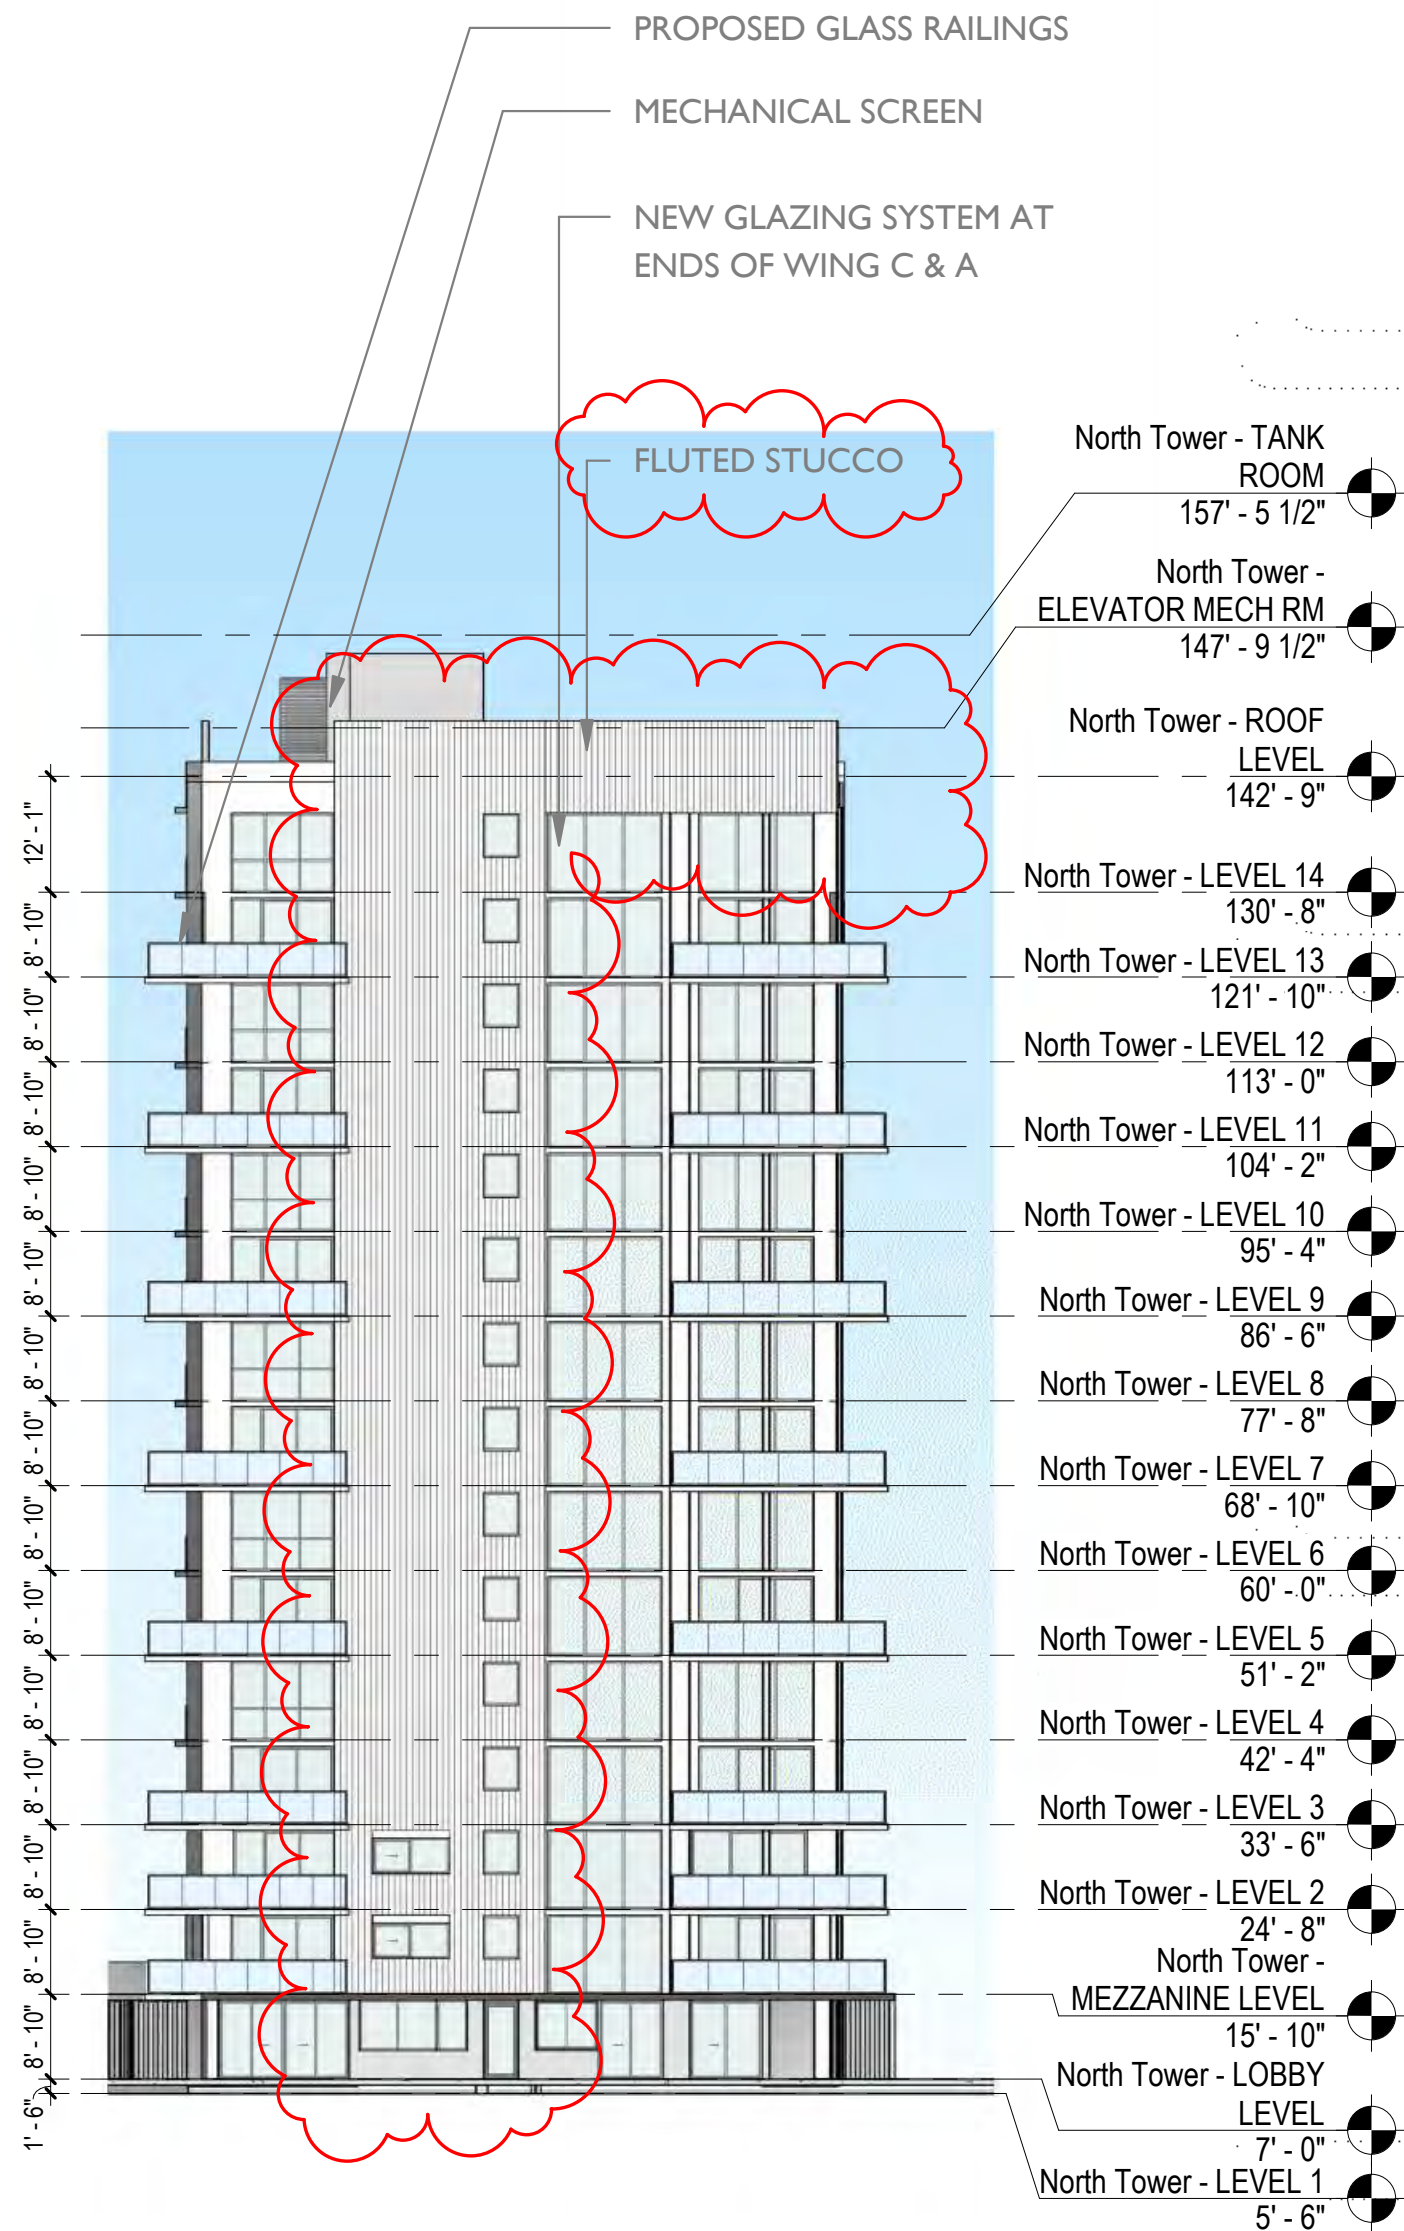 PROPOSED GLASS RAILINGS
MECHANICAL SCREEN
NEW GLAZING SYSTEM AT
ENDS OF WING C & A
FLUTED STUCCO
North Tower - TANK
ROOM
157' - 5 1/2"
North Tower -
ELEVATOR MECH RM
147' - 9 1/2"
North Tower - ROOF
LEVEL
142' - 9"
North Tower - LEVEL 14
130' - 8"
North Tower - LEVEL 13
121' - 10"
North Tower - LEVEL 12
113' - 0"
North Tower - LEVEL 11
104' - 2"
North Tower - LEVEL 10
95' - 4"
North Tower - LEVEL 9
86' - 6"
North Tower - LEVEL 8
77' - 8"
North Tower - LEVEL 7
68' - 10"
North Tower - LEVEL 6
60' - 0"
North Tower - LEVEL 5
51' - 2"
North Tower - LEVEL 4
42' - 4"
North Tower - LEVEL 3
33' - 6"
North Tower - LEVEL 2
24' - 8"
North Tower -
MEZZANINE LEVEL
15' - 10"
North Tower - LOBBY
LEVEL
7' - 0"
North Tower - LEVEL 1
5' - 6"
12' - 1"
8' - 10"
8' - 10"
8' - 10"
8' - 10"
8' - 10"
8' - 10"
8' - 10"
8' - 10"
8' - 10"
8' - 10"
8' - 10"
8' - 10"
8' - 10"
8' - 10"
1' - 6"